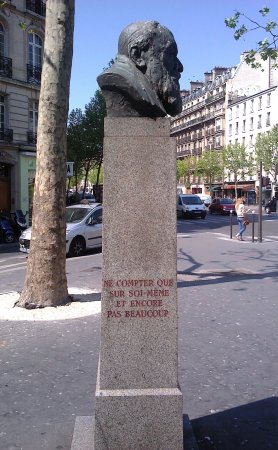 NE COMPTER QUE
SUR SOI-MÊME
ET ENCORE
PAS BEAUCOUP